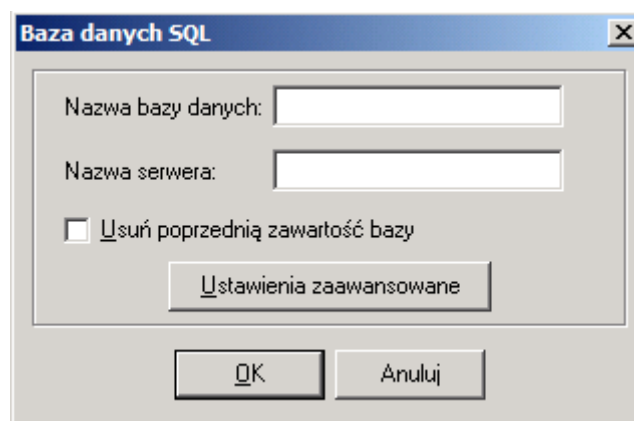 Baza danych SQL
Nazwa bazy danych:
Nazwa serwera:
Usuń poprzednią zawartość bazy
Ustawienia zaawansowane
OK Anuluj